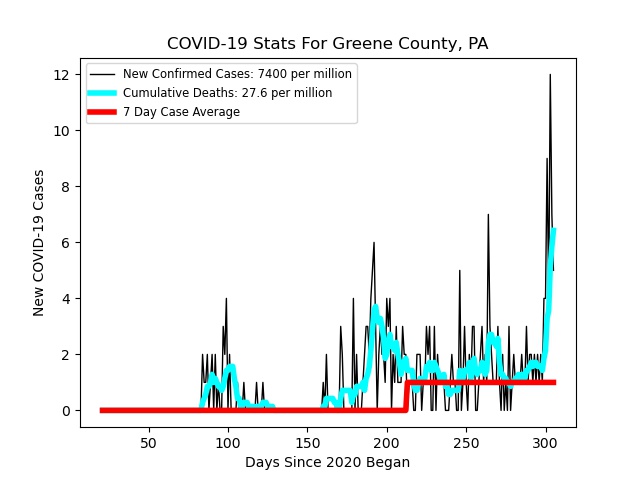 COVID-19 Stats For Greene County, PA
New Confirmed Cases: 7400 per million
Cumulative Deaths: 27.6 per million
7 Day Case Average
12
10
8
6
4
2
0
New COVID-19 Cases
50 100 150 200 250 300
Days Since 2020 Began